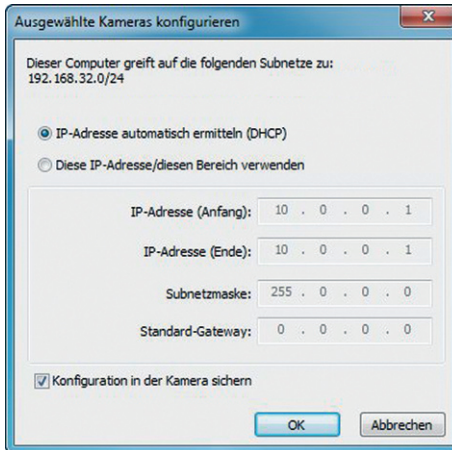 Ausgewählte Kameras konfigurieren
Dieser Computer greift auf die folgenden Subnetze zu:
192.168.32.0/24
IP-Adresse automatisch ermitteln (DHCP)
Diese IP-Adresse/diesen Bereich verwenden
IP-Adresse (Anfang): 10 . 0 . 0 . 1
IP-Adresse (Ende): 10 . 0 . 0 . 1
Subnetzmaske: 255 . 0 . 0 . 0
Standard-Gateway: 0 . 0 . 0 . 0
Konfiguration in der Kamera sichern
OK Abbrechen